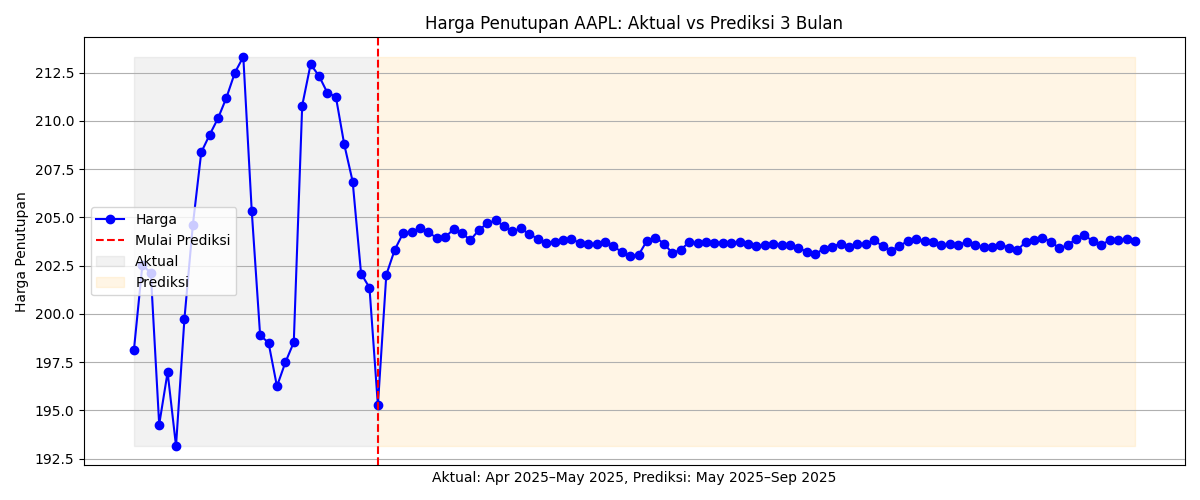 Harga Penutupan AAPL: Aktual vs Prediksi 3 Bulan
Harga Penutupan
212.5
210.0
207.5
205.0
202.5
200.0
197.5
195.0
192.5
Harga
Mulai Prediksi
Aktual
Prediksi
Aktual: Apr 2025–May 2025, Prediksi: May 2025–Sep 2025